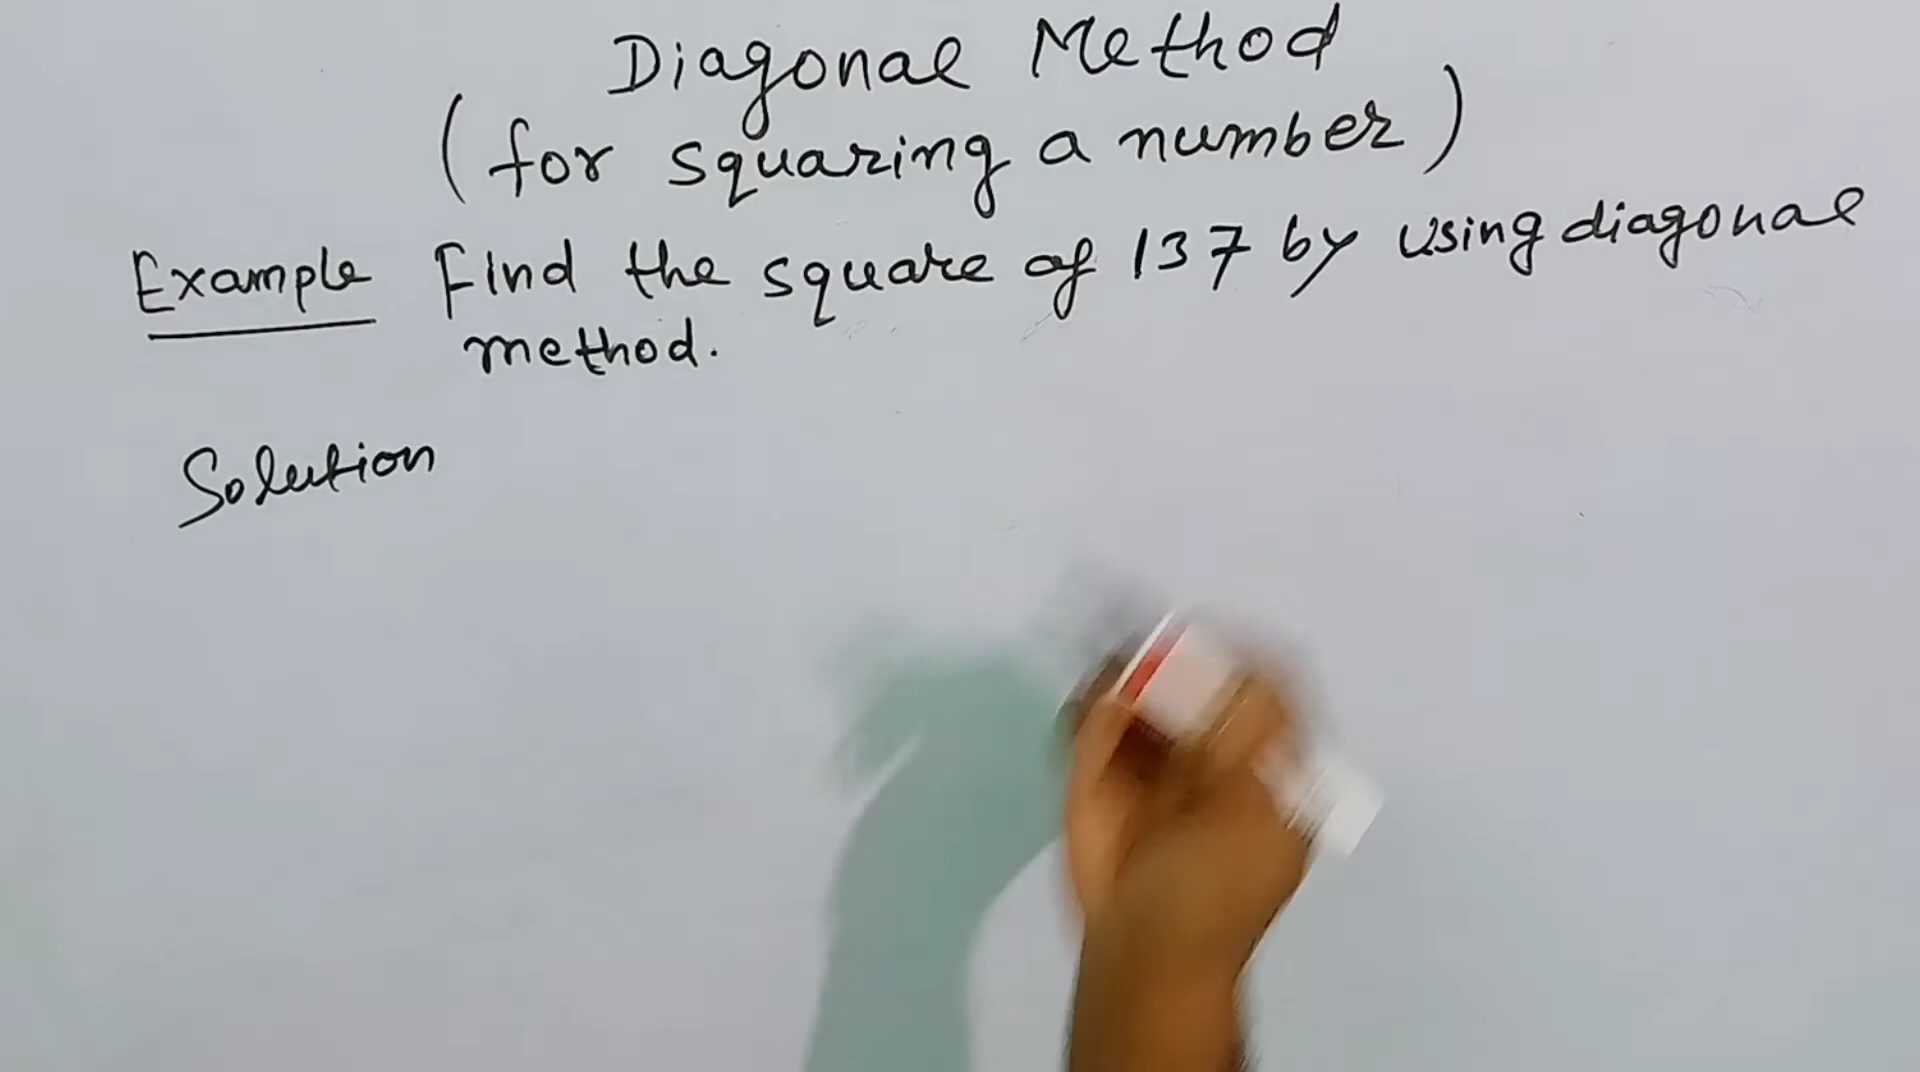 Diagonal Method
(for squaring a number)
Example Find the square of 137 by using diagonal
method.
Solution